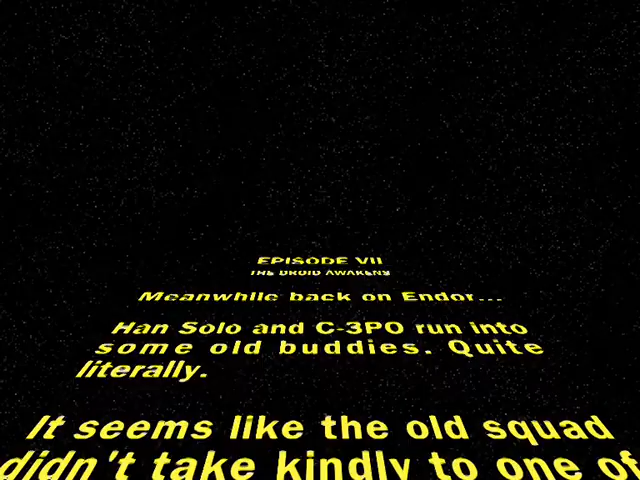 EPISODE VII
THE DROID AWAKENS
Meanwhile back on Endor...
Han Solo and C-3PO run into
some old buddies. Quite
literally.
It seems like the old squad
didn't take kindly to one of